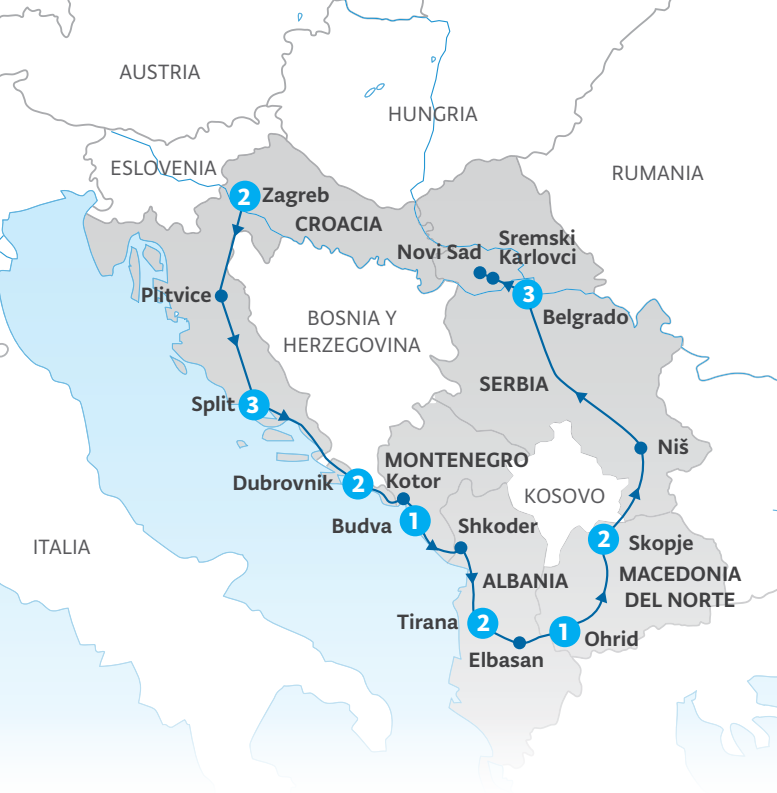 AUSTRIA
HUNGRIA
ESLOVENIA
RUMANIA
2 Zagreb
CROACIA
Novi Sad
Sremski
Karlovci
Plitvice
3
Belgrado
BOSNIA Y
HERZEGOVINA
SERBIA
Split 3
Niš
MONTENEGRO
Dubrovnik 2
Kotor
KOSOVO
Budva 1
Shkoder
ITALIA
2 Skopje
ALBANIA
MACEDONIA
DEL NORTE
Tirana 2
1 Ohrid
Elbasan